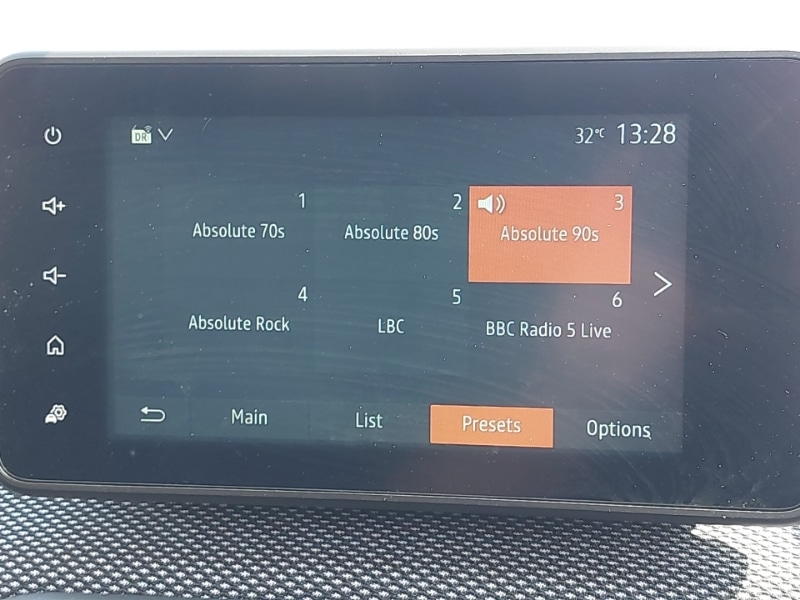 DR 32°C 13:28
1 2 3
Absolute 70s Absolute 80s Absolute 90s
4 5 6
Absolute Rock LBC BBC Radio 5 Live
Main List Presets Options